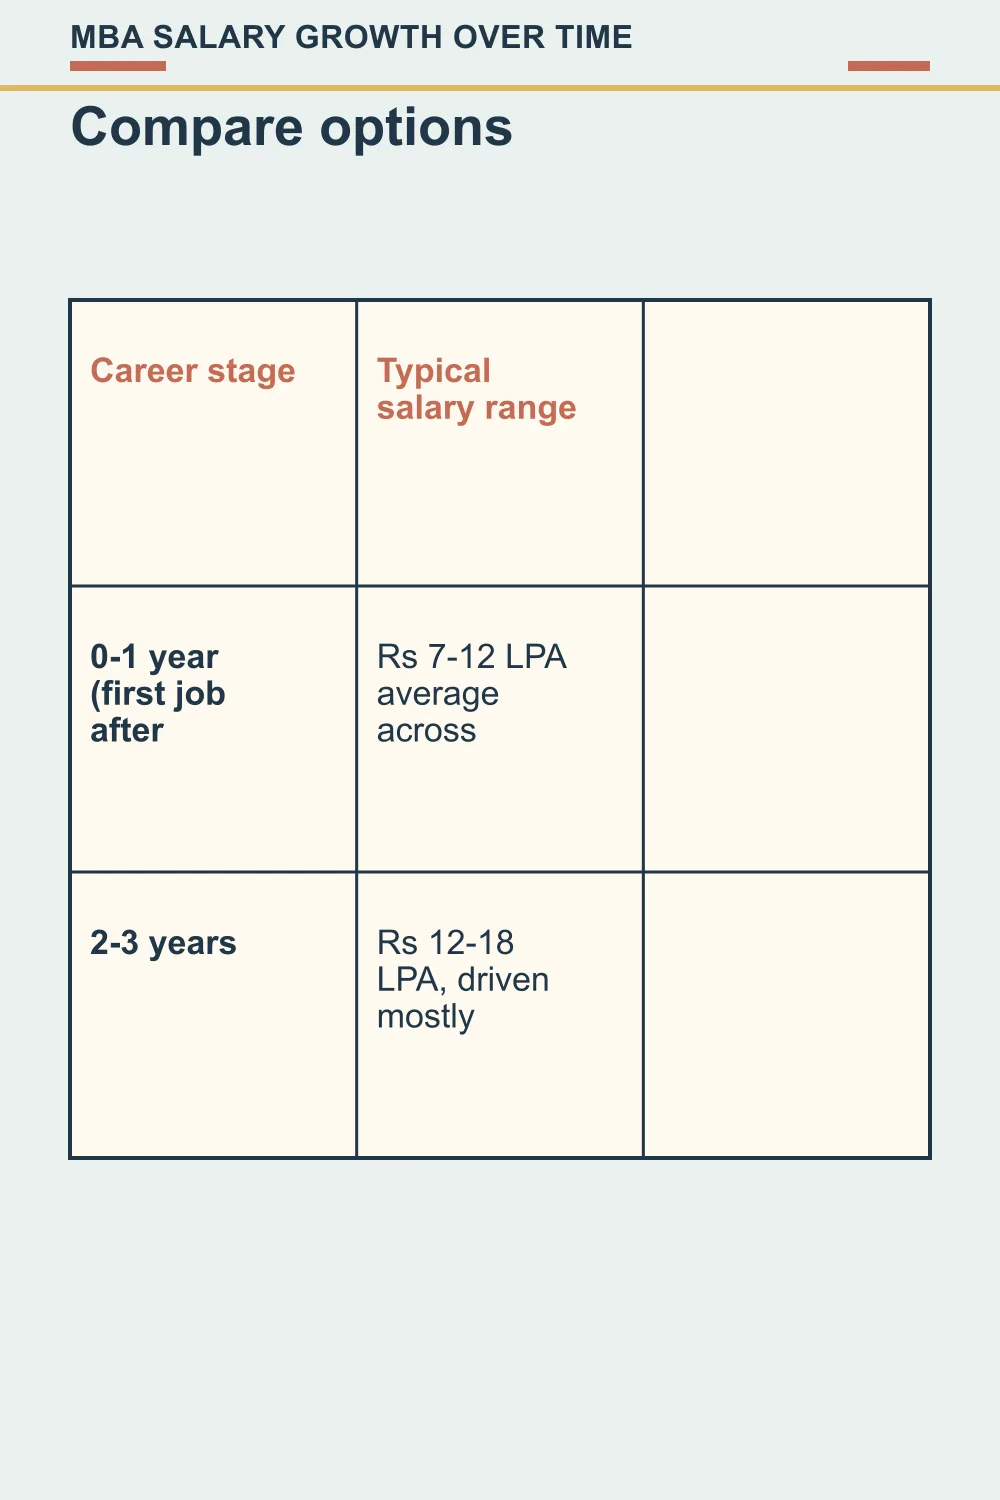 MBA SALARY GROWTH OVER TIME
Compare options
Career stage
Typical
salary range
0-1 year
(first job
after
Rs 7-12 LPA
average
across
2-3 years
Rs 12-18
LPA, driven
mostly